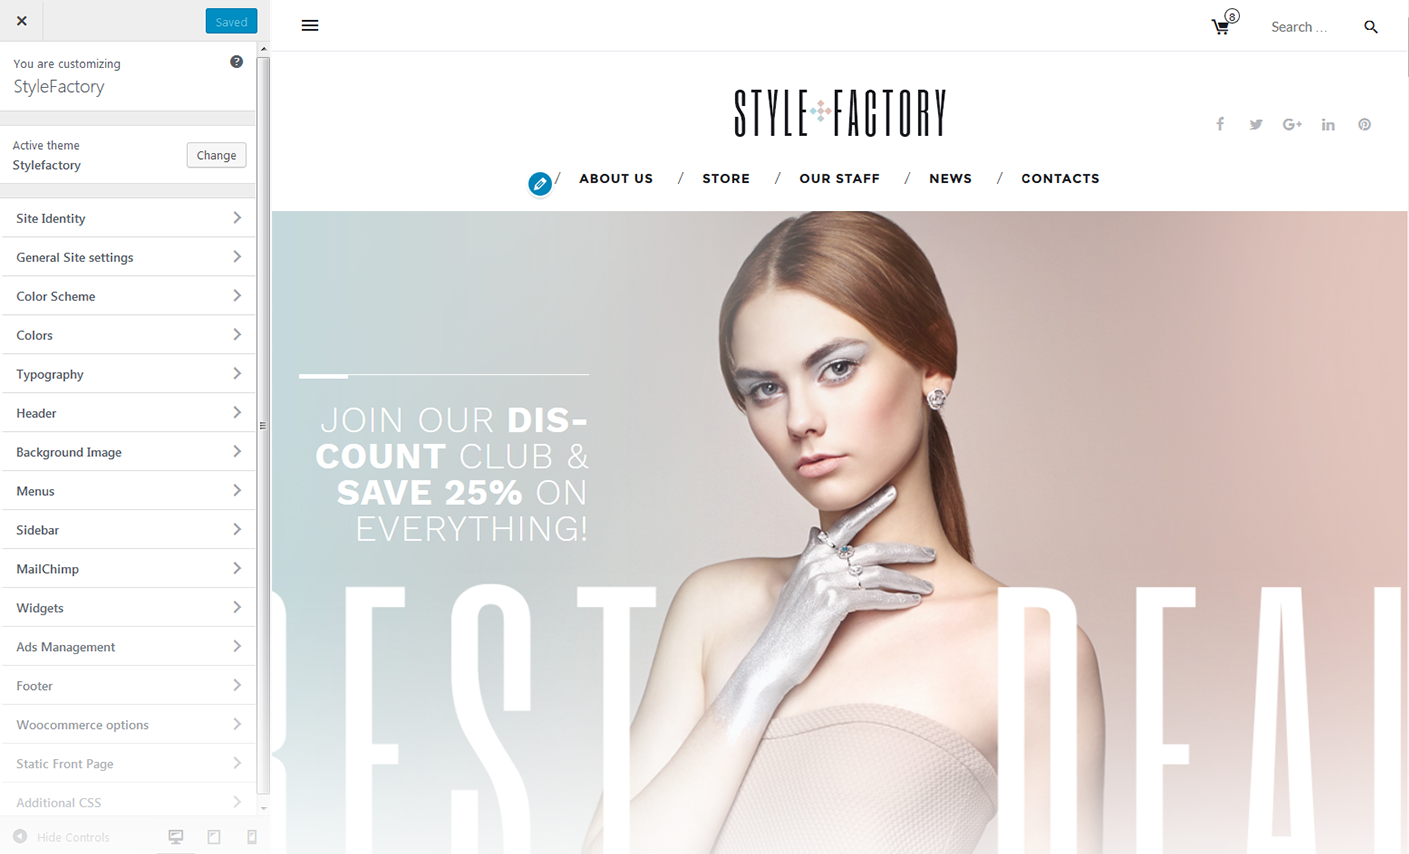 Saved
You are customizing
StyleFactory
Active theme
Stylefactory
Change
Site Identity
General Site settings
Color Scheme
Colors
Typography
Header
Background Image
Menus
Sidebar
MailChimp
Widgets
Ads Management
Footer
Woocommerce options
Static Front Page
Additional CSS
Hide Controls
8
Search ...
STYLE FACTORY
/ ABOUT US / STORE / OUR STAFF / NEWS / CONTACTS
JOIN OUR DIS-
COUNT CLUB &
SAVE 25% ON
EVERYTHING!
BEST DEAL